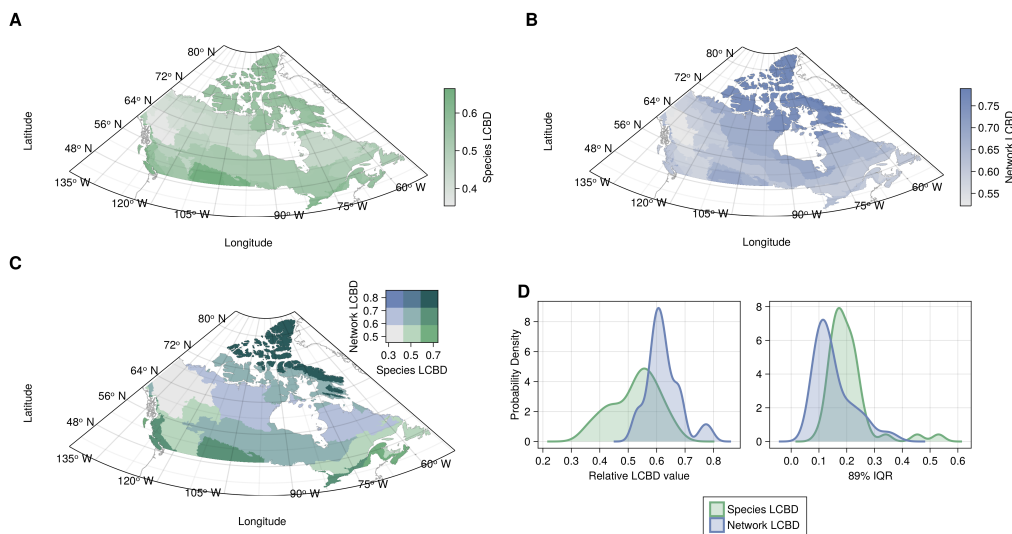 A
80° N
72° N
64° N
56° N
48° N
135° W
120° W
105° W
90° W
75° W
60° W
Latitude
Longitude
0.6
0.5
0.4
Species LCBD
B
80° N
72° N
64° N
56° N
48° N
135° W
120° W
105° W
90° W
75° W
60° W
Latitude
Longitude
0.75
0.70
0.65
0.60
0.55
Network LCBD
C
80° N
72° N
64° N
56° N
48° N
135° W
120° W
105° W
90° W
75° W
60° W
Latitude
Longitude
Network LCBD
0.8
0.7
0.6
0.5
0.3 0.5 0.7
Species LCBD
D
Probability Density
8
6
4
2
0
0.2 0.3 0.4 0.5 0.6 0.7 0.8
Relative LCBD value
8
6
4
2
0
0.0 0.1 0.2 0.3 0.4 0.5 0.6
89% IQR
Species LCBD
Network LCBD